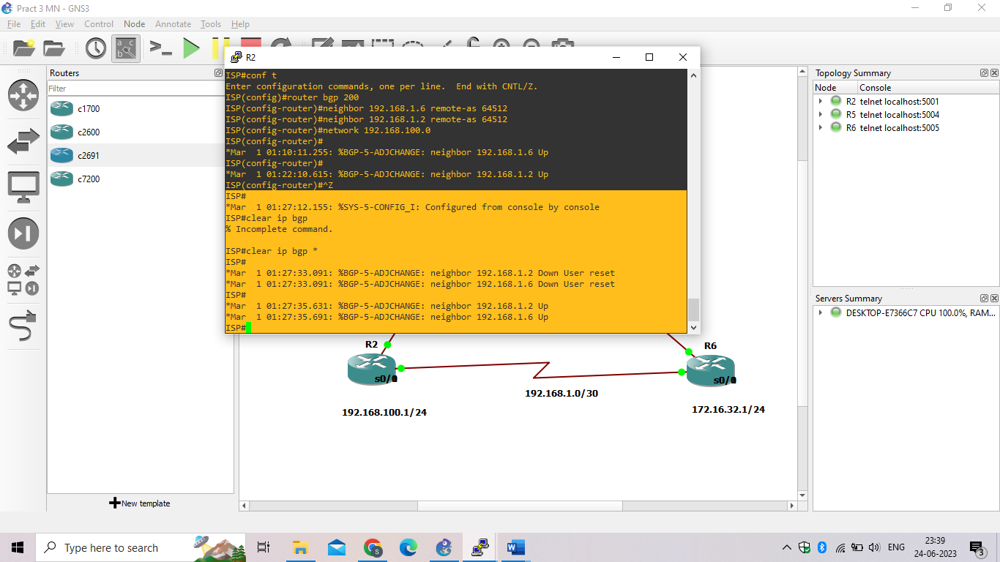 Pract 3 MN - GNS3
File Edit View Control Node Annotate Tools Help
Routers
Filter
c1700
c2600
c2691
c7200
New template
R2
ISP#conf t
Enter configuration commands, one per line.  End with CNTL/Z.
ISP(config)#router bgp 200
ISP(config-router)#neighbor 192.168.1.6 remote-as 64512
ISP(config-router)#neighbor 192.168.1.2 remote-as 64512
ISP(config-router)#network 192.168.100.0
ISP(config-router)#
*Mar  1 01:10:11.255: %BGP-5-ADJCHANGE: neighbor 192.168.1.6 Up
ISP(config-router)#
*Mar  1 01:22:10.615: %BGP-5-ADJCHANGE: neighbor 192.168.1.2 Up
ISP(config-router)#^Z
ISP#
*Mar  1 01:27:12.155: %SYS-5-CONFIG_I: Configured from console by console
ISP#clear ip bgp
% Incomplete command.
ISP#clear ip bgp *
ISP#
*Mar  1 01:27:33.091: %BGP-5-ADJCHANGE: neighbor 192.168.1.2 Down User reset
*Mar  1 01:27:33.091: %BGP-5-ADJCHANGE: neighbor 192.168.1.6 Down User reset
ISP#
*Mar  1 01:27:35.631: %BGP-5-ADJCHANGE: neighbor 192.168.1.2 Up
*Mar  1 01:27:35.691: %BGP-5-ADJCHANGE: neighbor 192.168.1.6 Up
ISP#
R2
R6
192.168.1.0/30
192.168.100.1/24
172.16.32.1/24
Topology Summary
Node Console
R2 telnet localhost:5001
R5 telnet localhost:5004
R6 telnet localhost:5005
Servers Summary
DESKTOP-E7366C7 CPU 100.0%, RAM...
Type here to search
ENG
23:39
24-06-2023
3